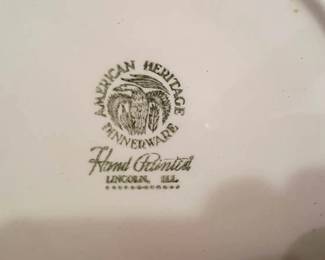 AMERICAN HERITAGE
DINNERWARE
Hand Painted
LINCOLN, ILL.